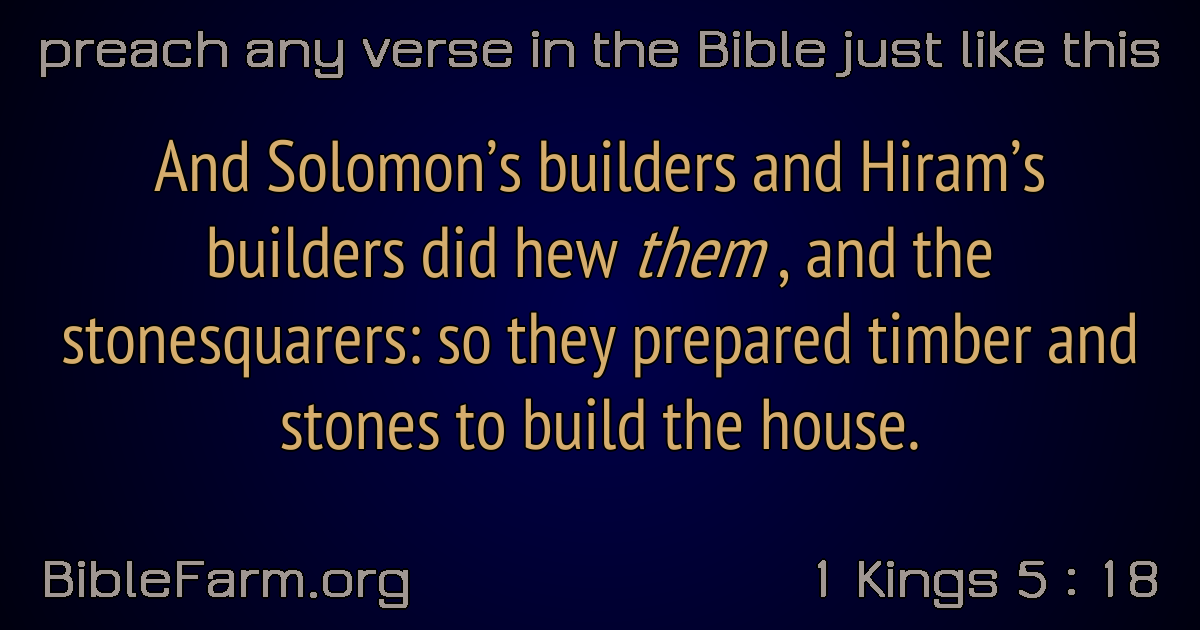 preach any verse in the Bible just like this
And Solomon’s builders and Hiram’s
builders did hew them , and the
stonesquarers: so they prepared timber and
stones to build the house.
BibleFarm.org
1 Kings 5 : 18